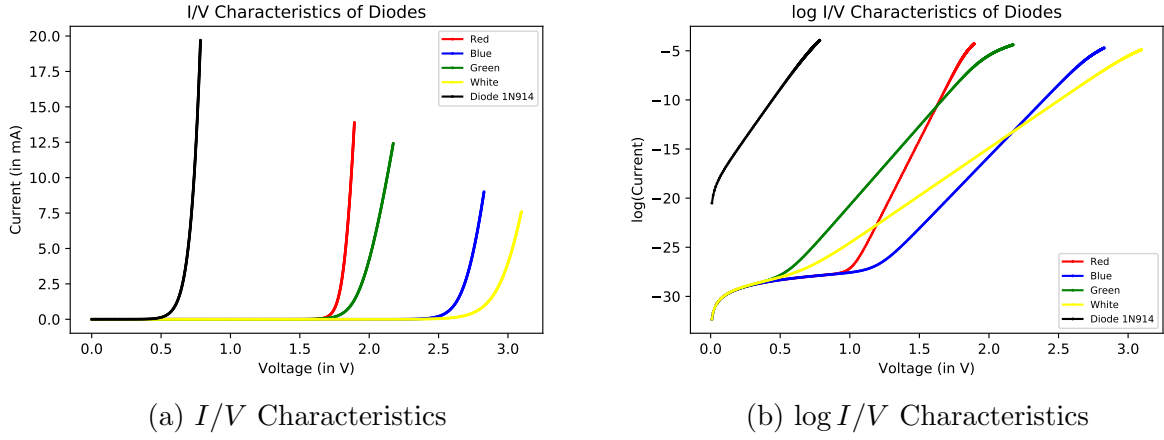 I/V Characteristics of Diodes
20.0
17.5
15.0
12.5
10.0
7.5
5.0
2.5
0.0
Current (in mA)
0.0 0.5 1.0 1.5 2.0 2.5 3.0
Voltage (in V)
Red
Blue
Green
White
Diode 1N914
(a) I/V Characteristics
log I/V Characteristics of Diodes
−5
−10
−15
−20
−25
−30
log(Current)
0.0 0.5 1.0 1.5 2.0 2.5 3.0
Voltage (in V)
Red
Blue
Green
White
Diode 1N914
(b) log I/V Characteristics